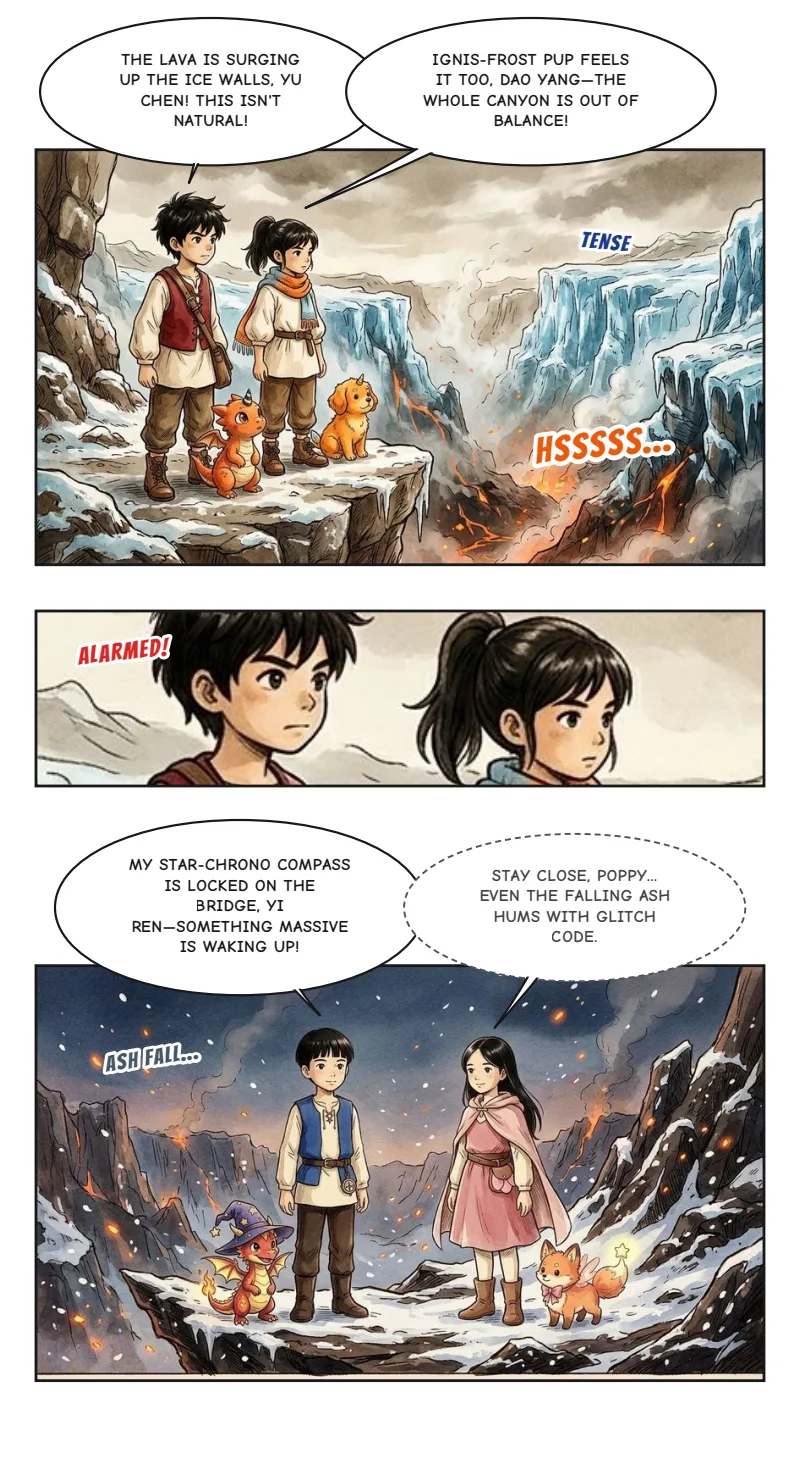 THE LAVA IS SURGING
UP THE ICE WALLS, YU
CHEN! THIS ISN'T
NATURAL!
IGNIS-FROST PUP FEELS
IT TOO, DAO YANG—THE
WHOLE CANYON IS OUT OF
BALANCE!
TENSE
HSSSSS...
ALARMED!
MY STAR-CHRONO COMPASS
IS LOCKED ON THE
BRIDGE, YI
REN—SOMETHING MASSIVE
IS WAKING UP!
STAY CLOSE, POPPY...
EVEN THE FALLING ASH
HUMS WITH GLITCH
CODE.
ASH FALL...